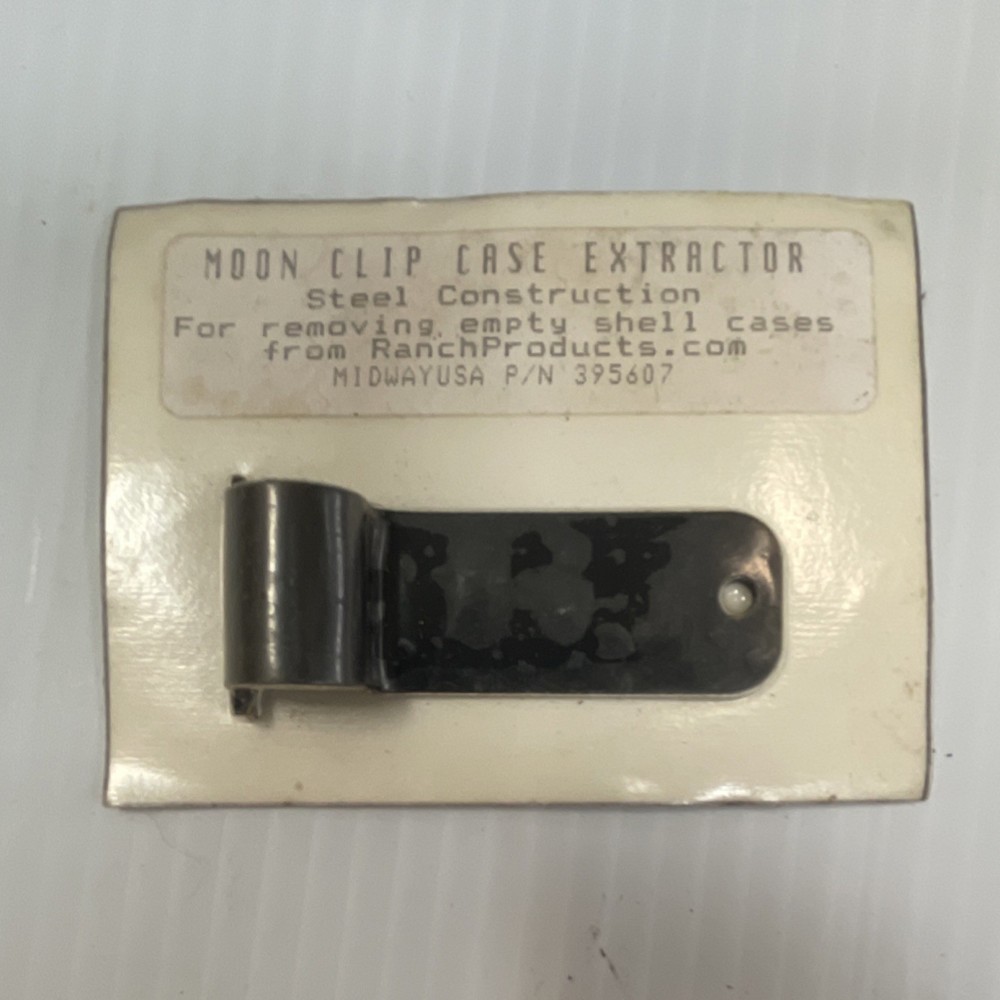 MOON CLIP CASE EXTRACTOR
Steel Construction
For removing empty shell cases
from RanchProducts.com
MIDWAYUSA P/N 395607